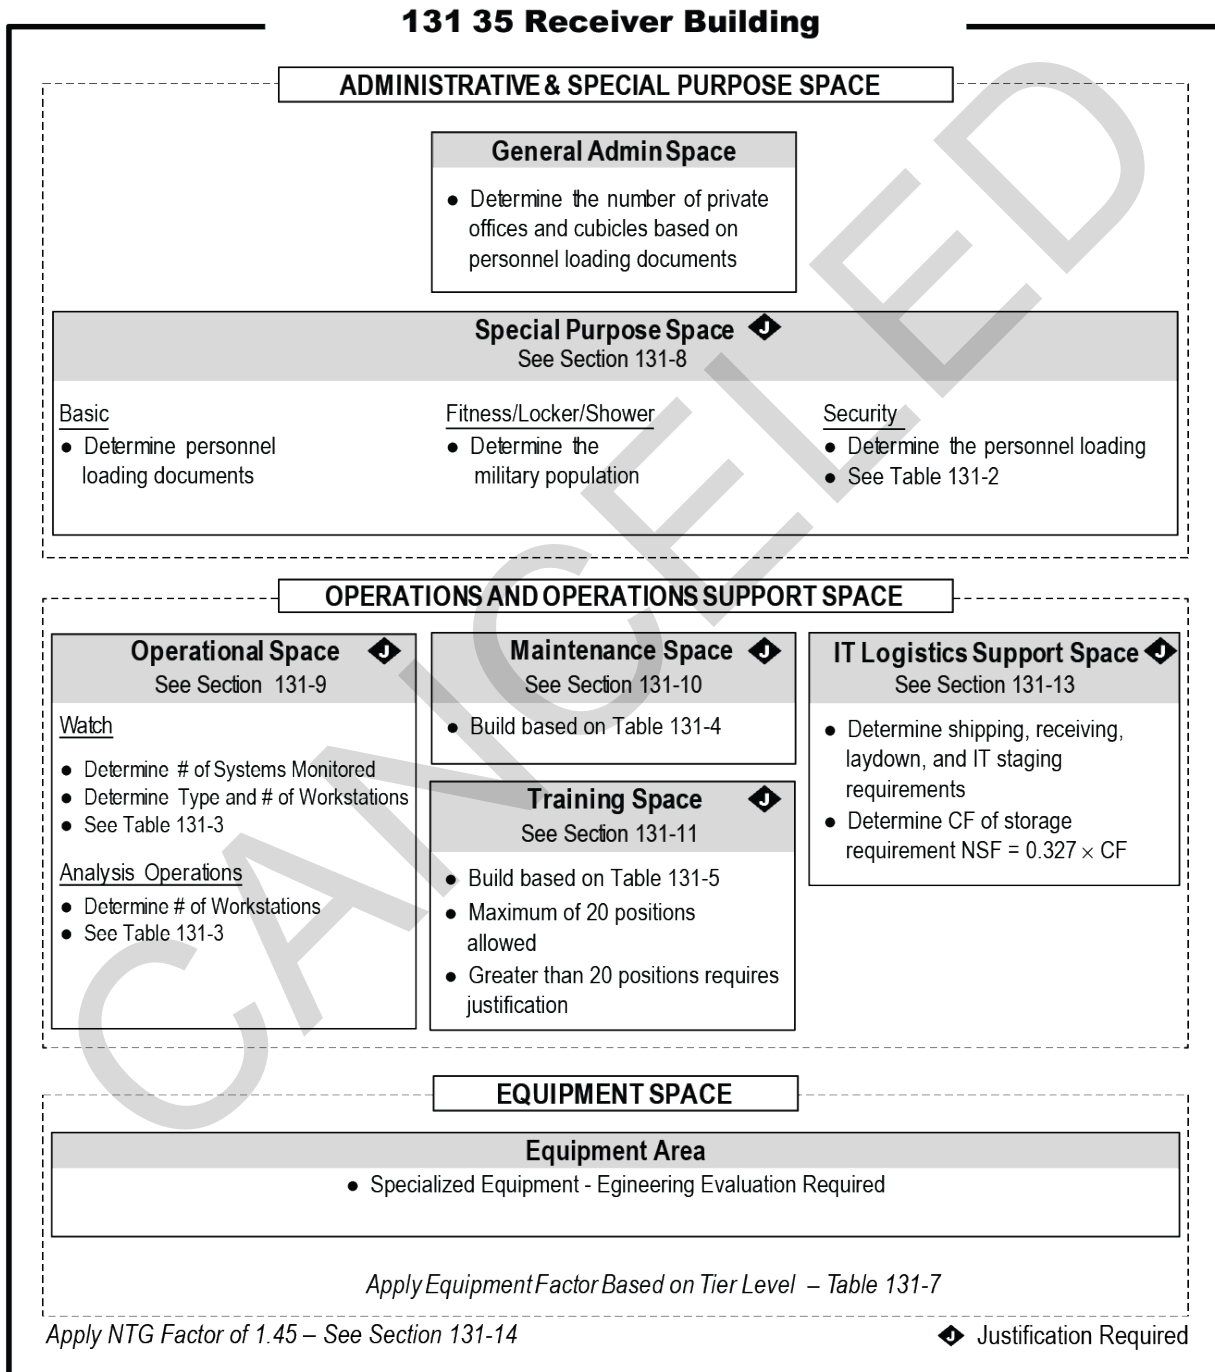 131 35 Receiver Building
ADMINISTRATIVE & SPECIAL PURPOSE SPACE
General Admin Space
● Determine the number of private
offices and cubicles based on
personnel loading documents
Special Purpose Space J
See Section 131-8
Basic
● Determine personnel
loading documents
Fitness/Locker/Shower
● Determine the
military population
Security
● Determine the personnel loading
● See Table 131-2
OPERATIONS AND OPERATIONS SUPPORT SPACE
Operational Space J
See Section 131-9
Watch
● Determine # of Systems Monitored
● Determine Type and # of Workstations
● See Table 131-3
Analysis Operations
● Determine # of Workstations
● See Table 131-3
Maintenance Space J
See Section 131-10
● Build based on Table 131-4
Training Space J
See Section 131-11
● Build based on Table 131-5
● Maximum of 20 positions
allowed
● Greater than 20 positions requires
justification
IT Logistics Support Space J
See Section 131-13
● Determine shipping, receiving,
laydown, and IT staging
requirements
● Determine CF of storage
requirement NSF = 0.327 × CF
EQUIPMENT SPACE
Equipment Area
● Specialized Equipment - Egineering Evaluation Required
Apply Equipment Factor Based on Tier Level – Table 131-7
Apply NTG Factor of 1.45 – See Section 131-14
J Justification Required
CANCELED